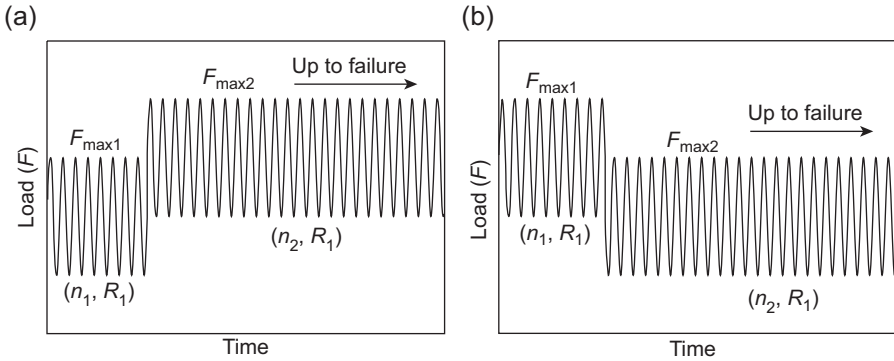 (a)
Up to failure
Fmax2
Fmax1
Load (F)
(n2, R1)
(n1, R1)
Time
(b)
Fmax1
Up to failure
Fmax2
Load (F)
(n1, R1)
(n2, R1)
Time